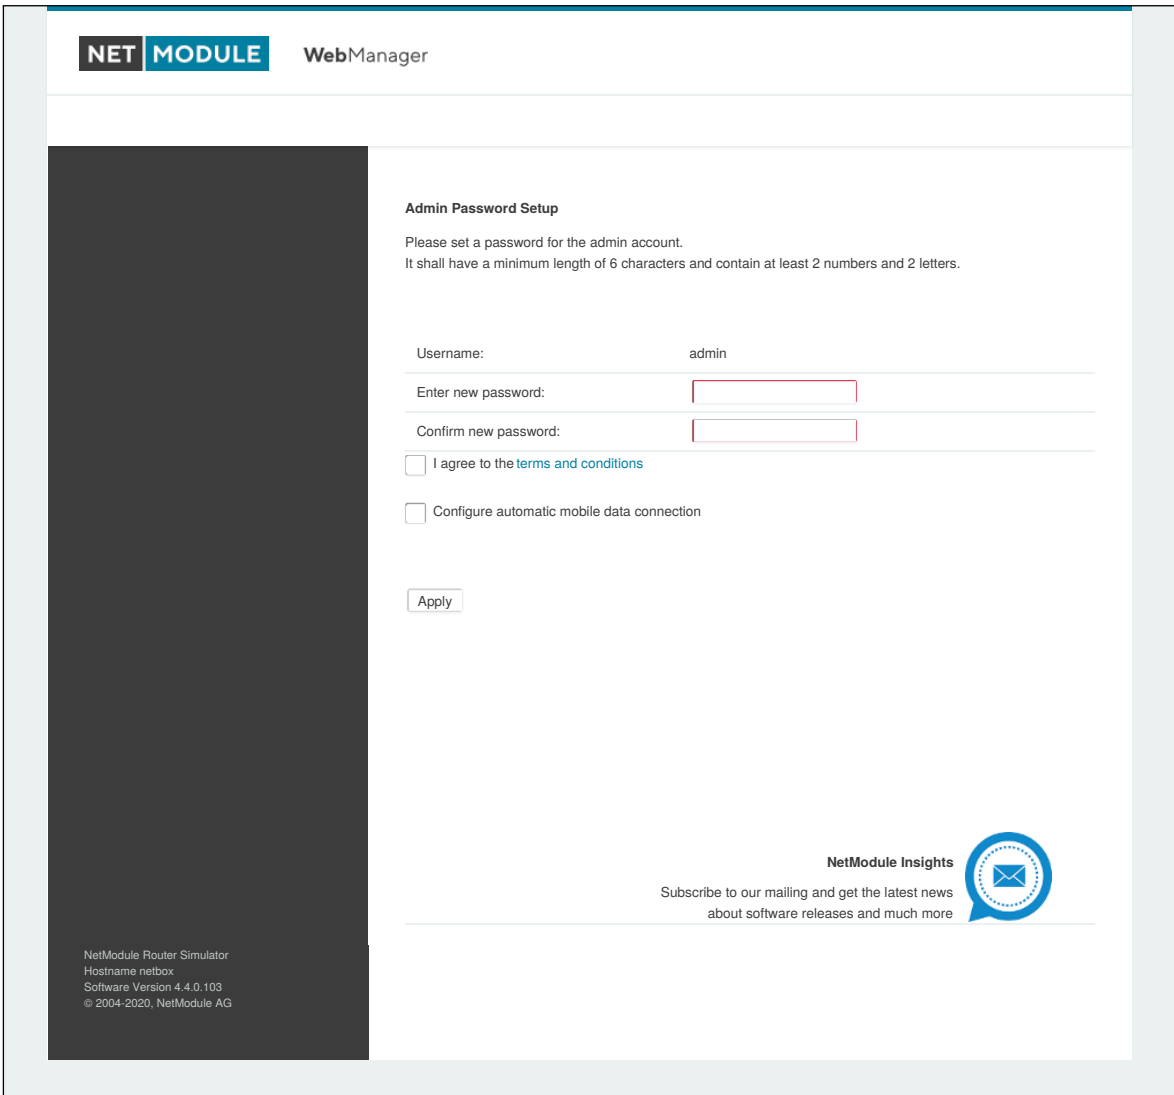 NET MODULE WebManager
Admin Password Setup
Please set a password for the admin account.
It shall have a minimum length of 6 characters and contain at least 2 numbers and 2 letters.
Username: admin
Enter new password:
Confirm new password:
I agree to the terms and conditions
Configure automatic mobile data connection
Apply
NetModule Insights
Subscribe to our mailing and get the latest news
about software releases and much more
NetModule Router Simulator
Hostname netbox
Software Version 4.4.0.103
© 2004-2020, NetModule AG